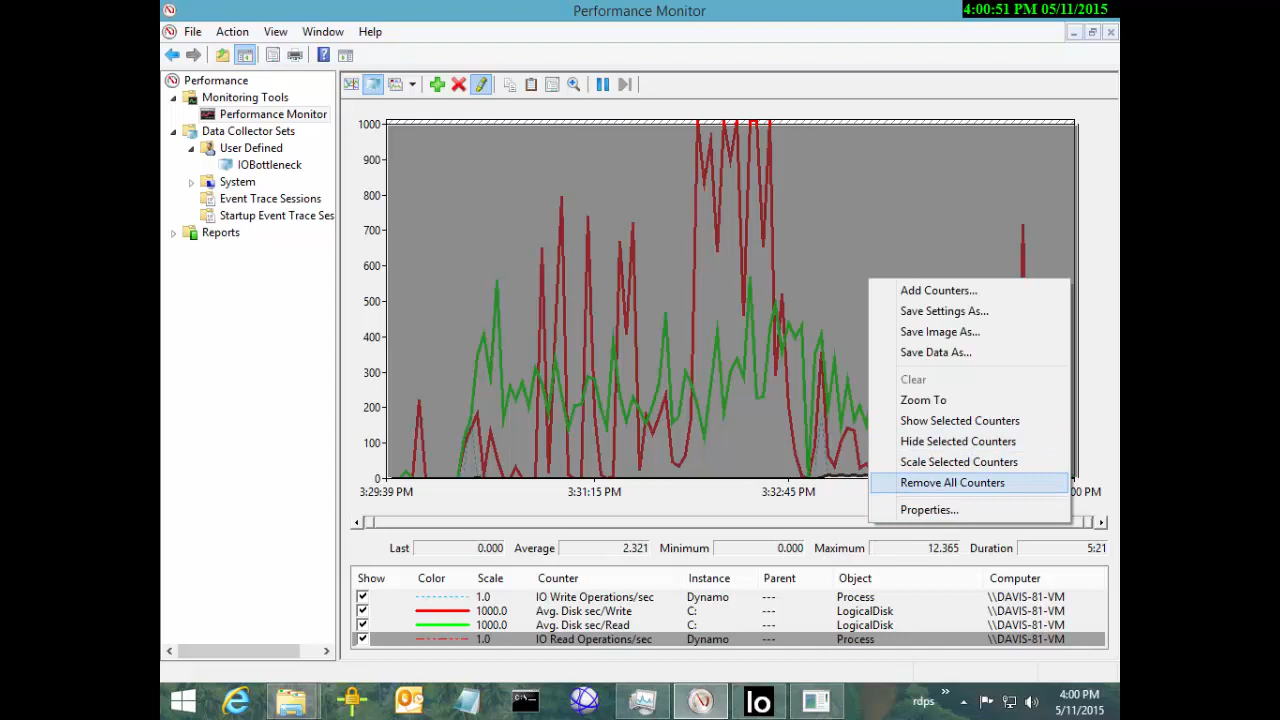 Performance Monitor
4:00:51 PM 05/11/2015
File Action View Window Help
Performance
Monitoring Tools
Performance Monitor
Data Collector Sets
User Defined
IOBottleneck
System
Event Trace Sessions
Startup Event Trace Ses
Reports
1000
900
800
700
600
500
400
300
200
100
0
3:29:39 PM 3:31:15 PM 3:32:45 PM 00 PM
Add Counters...
Save Settings As...
Save Image As...
Save Data As...
Clear
Zoom To
Show Selected Counters
Hide Selected Counters
Scale Selected Counters
Remove All Counters
Properties...
Last 0.000 Average 2.321 Minimum 0.000 Maximum 12.365 Duration 5:21
Show Color Scale Counter Instance Parent Object Computer
1.0 IO Write Operations/sec Dynamo --- Process \\DAVIS-81-VM
1000.0 Avg. Disk sec/Write C: --- LogicalDisk \\DAVIS-81-VM
1000.0 Avg. Disk sec/Read C: --- LogicalDisk \\DAVIS-81-VM
1.0 IO Read Operations/sec Dynamo --- Process \\DAVIS-81-VM
Io
rdps
4:00 PM
5/11/2015